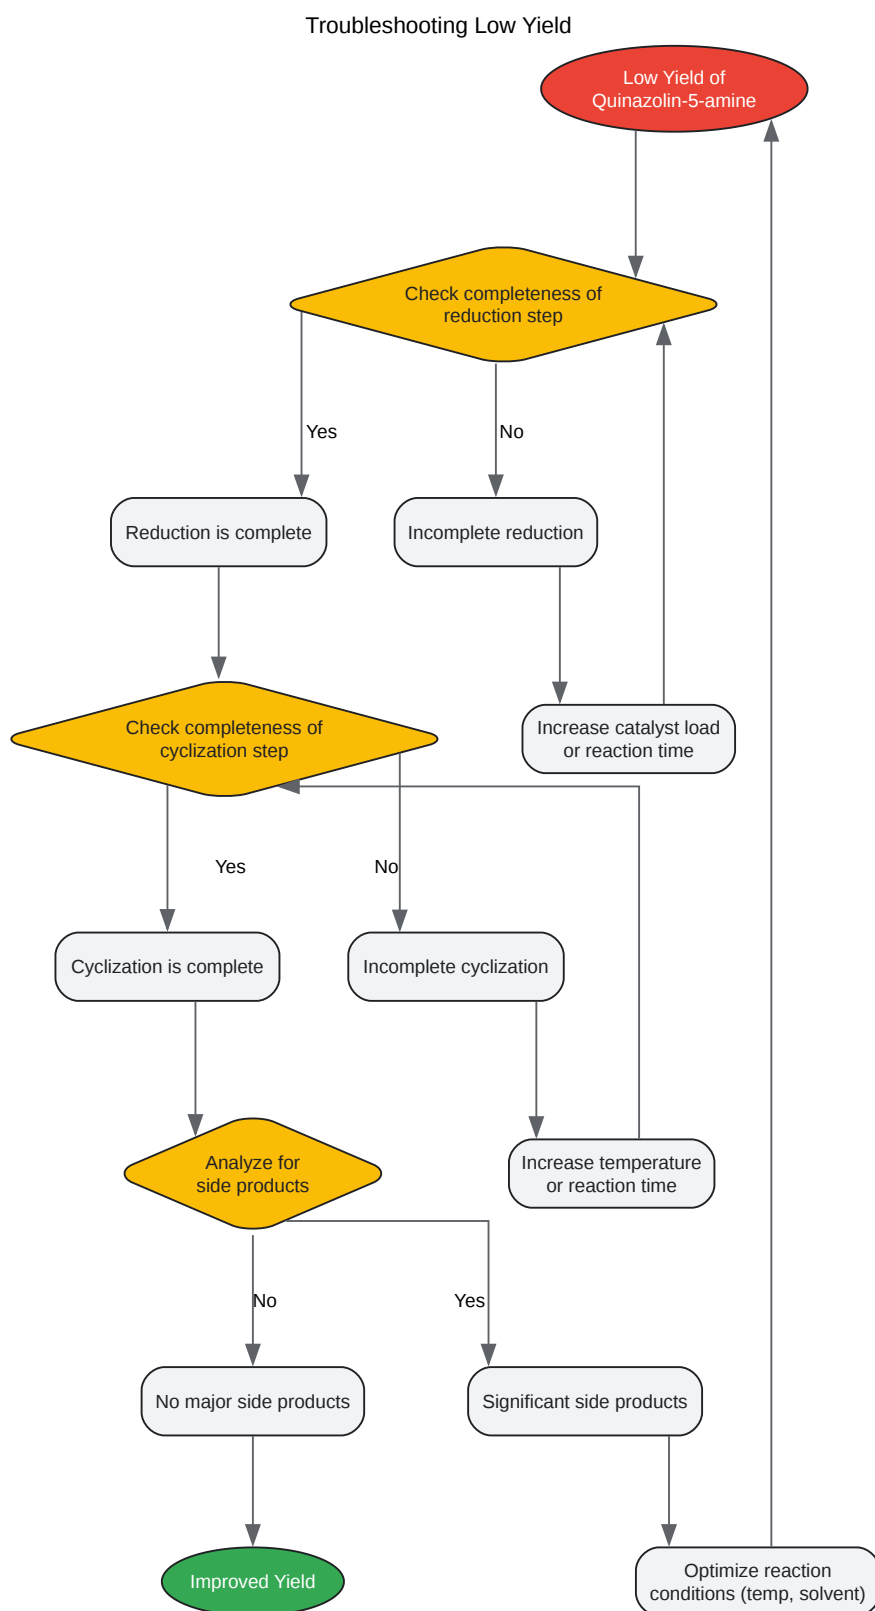 Troubleshooting Low Yield
Low Yield of
Quinazolin-5-amine
Check completeness of
reduction step
Yes
No
Reduction is complete
Incomplete reduction
Increase catalyst load
or reaction time
Check completeness of
cyclization step
Yes
No
Cyclization is complete
Incomplete cyclization
Increase temperature
or reaction time
Analyze for
side products
No
Yes
No major side products
Significant side products
Improved Yield
Optimize reaction
conditions (temp, solvent)